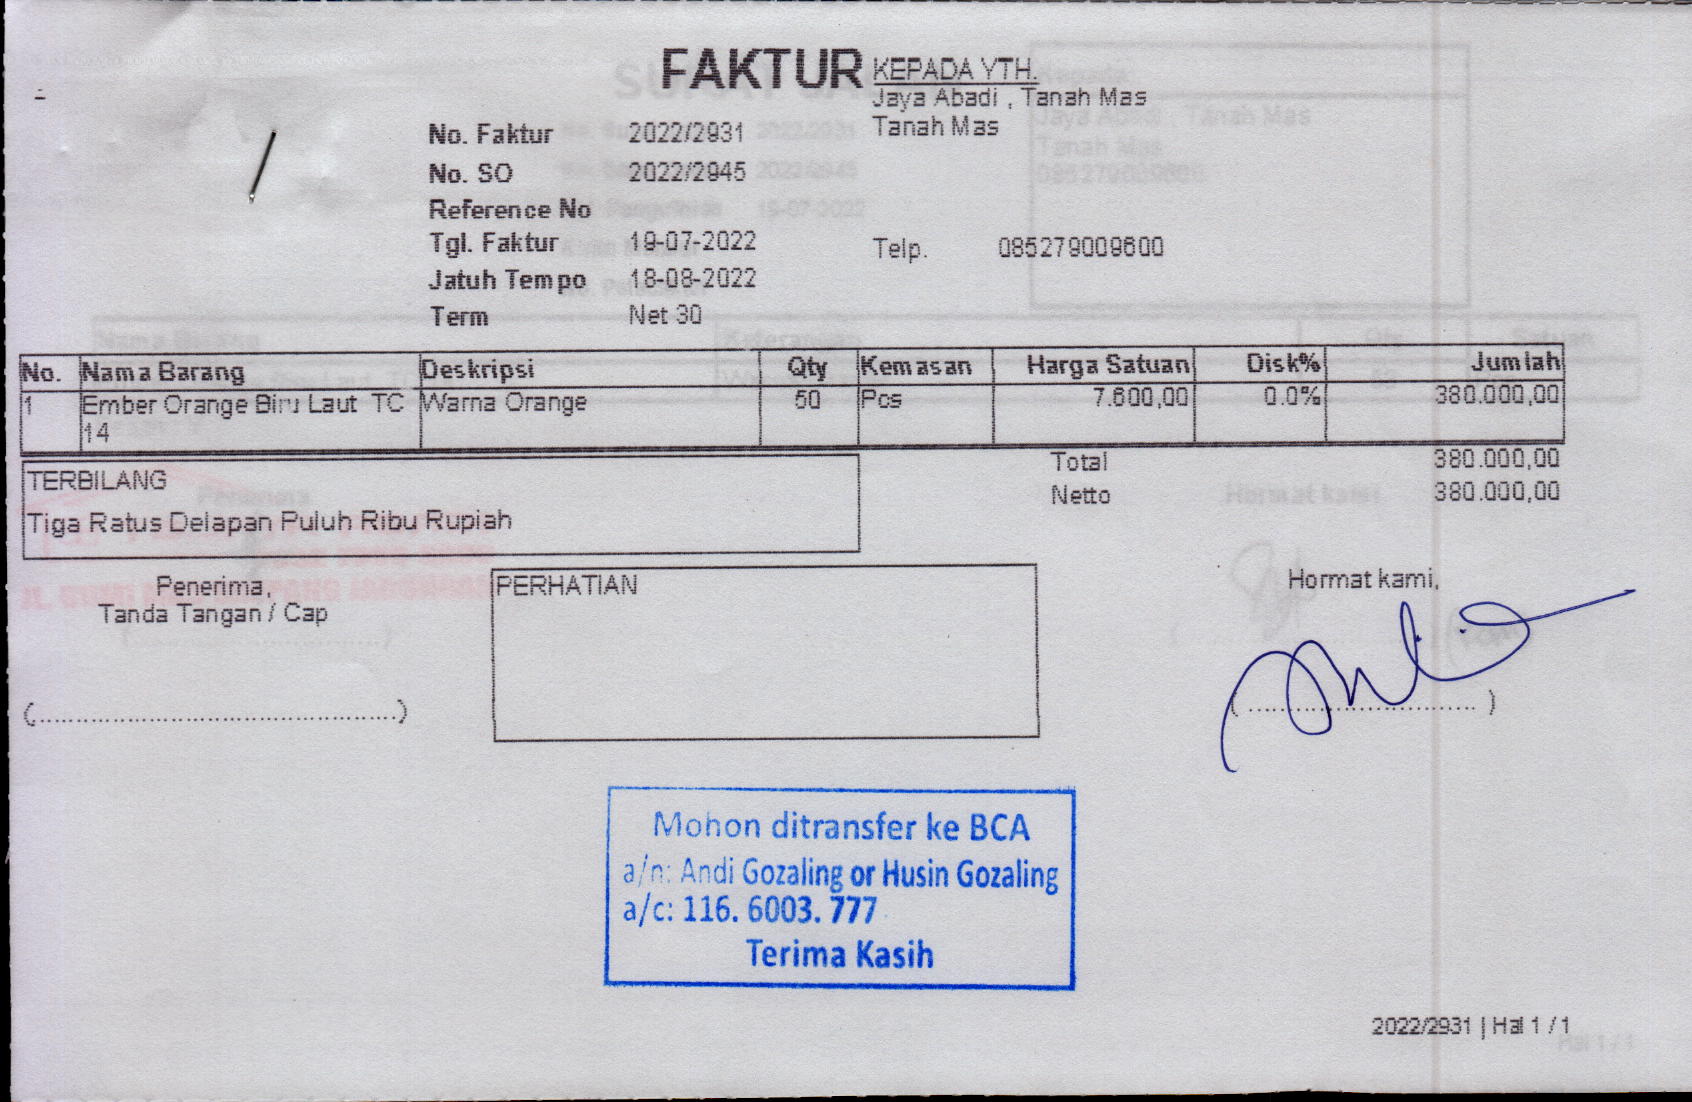 FAKTUR
KEPADA YTH.
Jaya Abadi , Tanah Mas
Tanah Mas
No. Faktur 2022/2931
No. SO 2022/2945
Reference No
Tgl. Faktur 19-07-2022
Telp. 085279009600
Jatuh Tempo 18-08-2022
Term Net 30
No. Nama Barang Deskripsi Qty Kemasan Harga Satuan Disk% Jumlah
1 Ember Orange Biru Laut TC Warna Orange 50 Pcs 7.600,00 0.0% 380.000,00
14
Total 380.000,00
TERBILANG
Netto 380.000,00
Tiga Ratus Delapan Puluh Ribu Rupiah
Penerima,
Tanda Tangan / Cap
PERHATIAN
Hormat kami,
(................................................)
( .............................. )
Mohon ditransfer ke BCA
a/n: Andi Gozaling or Husin Gozaling
a/c: 116. 6003. 777
Terima Kasih
2022/2931 | Hal 1 / 1